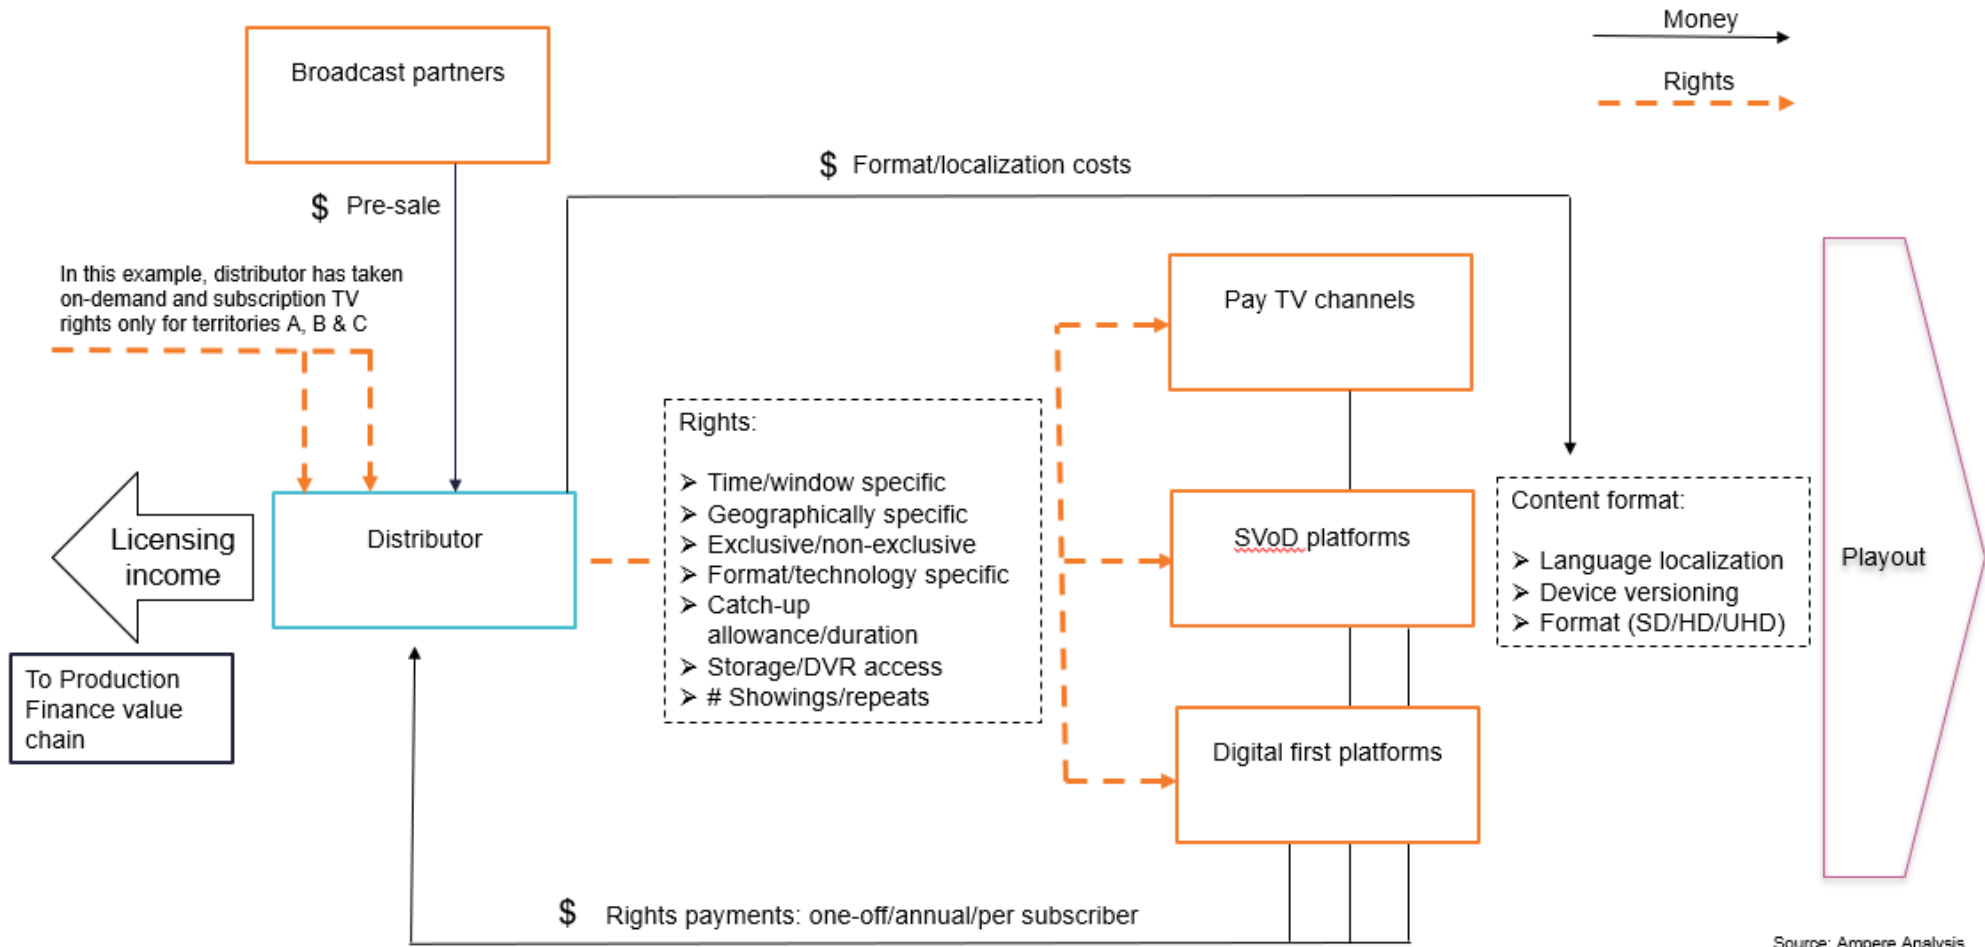 Money
Rights
Broadcast partners
$ Pre-sale
$ Format/localization costs
In this example, distributor has taken
on-demand and subscription TV
rights only for territories A, B & C
Pay TV channels
Rights:
➢ Time/window specific
➢ Geographically specific
➢ Exclusive/non-exclusive
➢ Format/technology specific
➢ Catch-up
allowance/duration
➢ Storage/DVR access
➢ # Showings/repeats
Licensing
income
Distributor
SVoD platforms
Content format:
➢ Language localization
➢ Device versioning
➢ Format (SD/HD/UHD)
Playout
To Production
Finance value
chain
Digital first platforms
$ Rights payments: one-off/annual/per subscriber
Source: Ampere Analysis